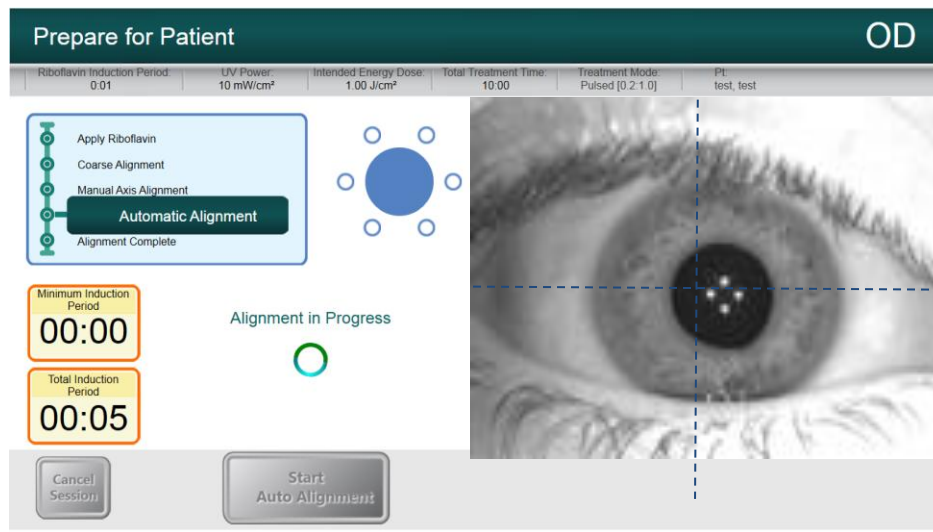 Prepare for Patient
OD
Riboflavin Induction Period:
0:01
UV Power:
10 mW/cm²
Intended Energy Dose:
1.00 J/cm²
Total Treatment Time:
10:00
Treatment Mode:
Pulsed [0.2:1.0]
Pt.
test, test
Apply Riboflavin
Coarse Alignment
Manual Axis Alignment
Automatic Alignment
Alignment Complete
Minimum Induction
Period
00:00
Alignment in Progress
Total Induction
Period
00:05
Cancel
Session
Start
Auto Alignment